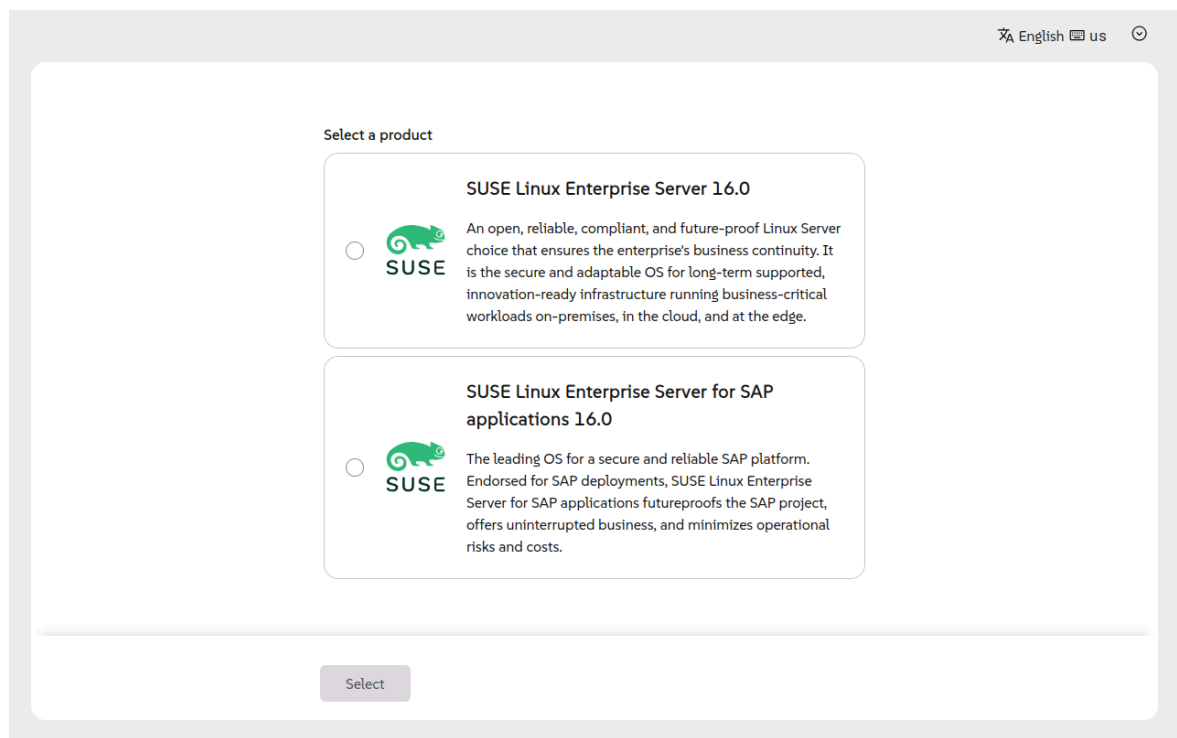 English us
Select a product
SUSE Linux Enterprise Server 16.0
An open, reliable, compliant, and future-proof Linux Server
choice that ensures the enterprise's business continuity. It
is the secure and adaptable OS for long-term supported,
innovation-ready infrastructure running business-critical
workloads on-premises, in the cloud, and at the edge.
SUSE
SUSE Linux Enterprise Server for SAP
applications 16.0
The leading OS for a secure and reliable SAP platform.
Endorsed for SAP deployments, SUSE Linux Enterprise
Server for SAP applications futureproofs the SAP project,
offers uninterrupted business, and minimizes operational
risks and costs.
SUSE
Select